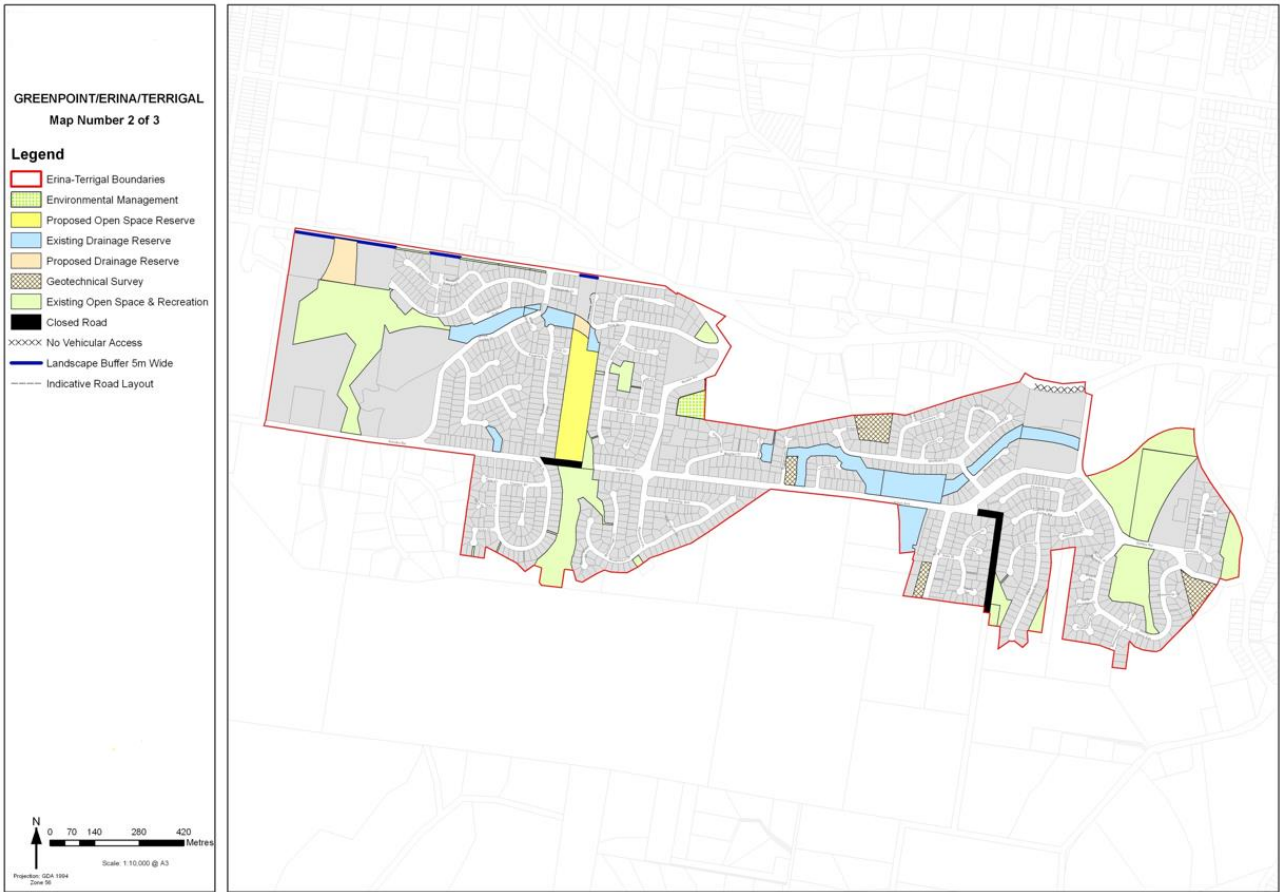 GREENPOINT/ERINA/TERRIGAL
Map Number 2 of 3
Legend
Erina-Terrigal Boundaries
Environmental Management
Proposed Open Space Reserve
Existing Drainage Reserve
Proposed Drainage Reserve
Geotechnical Survey
Existing Open Space & Recreation
Closed Road
No Vehicular Access
Landscape Buffer 5m Wide
Indicative Road Layout
N
0 70 140 280 420
Metres
Scale: 1:10,000 @ A3
Projection: GDA 1994
Zone 56